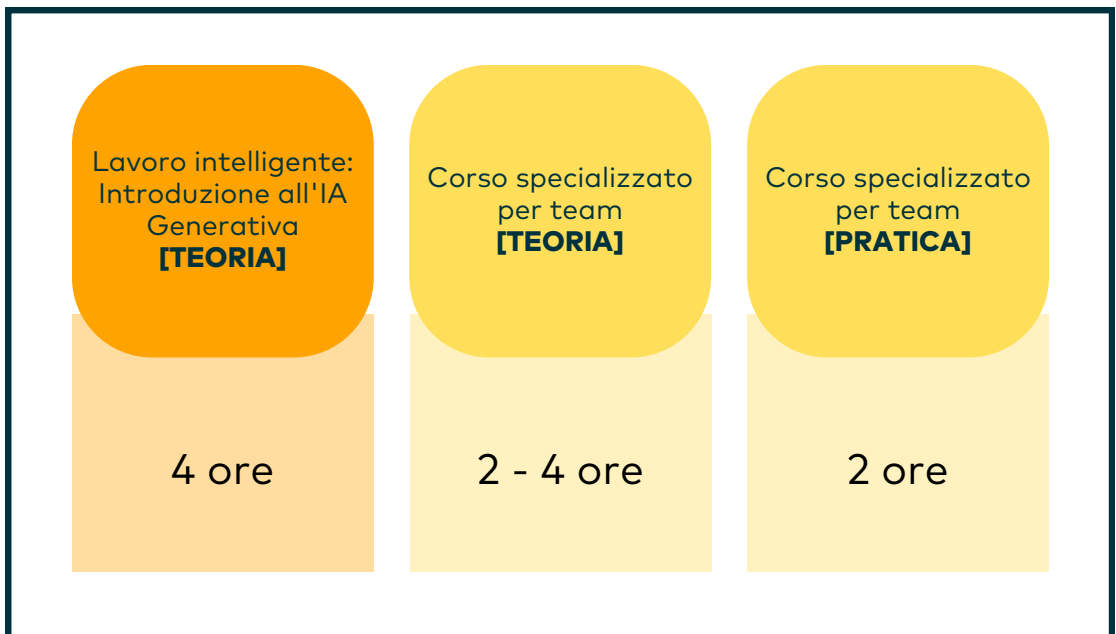 Lavoro intelligente:
Introduzione all'IA
Generativa
[TEORIA]
4 ore
Corso specializzato
per team
[TEORIA]
2 - 4 ore
Corso specializzato
per team
[PRATICA]
2 ore